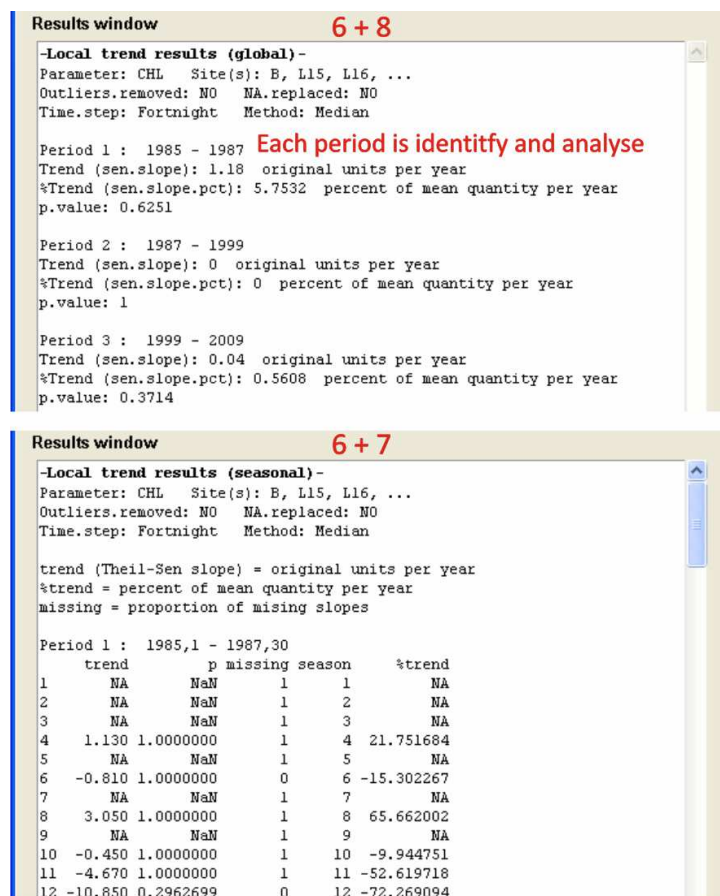 Results window
6 + 8
-Local trend results (global)-
Parameter: CHL   Site(s): B, L15, L16, ...
Outliers.removed: NO   NA.replaced: NO
Time.step: Fortnight   Method: Median
Period 1 :  1985 - 1987
Each period is identitfy and analyse
Trend (sen.slope): 1.18  original units per year
%Trend (sen.slope.pct): 5.7532  percent of mean quantity per year
p.value: 0.6251
Period 2 :  1987 - 1999
Trend (sen.slope): 0  original units per year
%Trend (sen.slope.pct): 0  percent of mean quantity per year
p.value: 1
Period 3 :  1999 - 2009
Trend (sen.slope): 0.04  original units per year
%Trend (sen.slope.pct): 0.5608  percent of mean quantity per year
p.value: 0.3714
Results window
6 + 7
-Local trend results (seasonal)-
Parameter: CHL   Site(s): B, L15, L16, ...
Outliers.removed: NO   NA.replaced: NO
Time.step: Fortnight   Method: Median
trend (Theil-Sen slope) = original units per year
%trend = percent of mean quantity per year
missing = proportion of mising slopes
Period 1 :  1985,1 - 1987,30
trend p missing season %trend
1 NA NaN 1 1 NA
2 NA NaN 1 2 NA
3 NA NaN 1 3 NA
4 1.130 1.0000000 1 4 21.751684
5 NA NaN 1 5 NA
6 -0.810 1.0000000 0 6 -15.302267
7 NA NaN 1 7 NA
8 3.050 1.0000000 1 8 65.662002
9 NA NaN 1 9 NA
10 -0.450 1.0000000 1 10 -9.944751
11 -4.670 1.0000000 1 11 -52.619718
12 -10.850 0.2962699 0 12 -72.269094